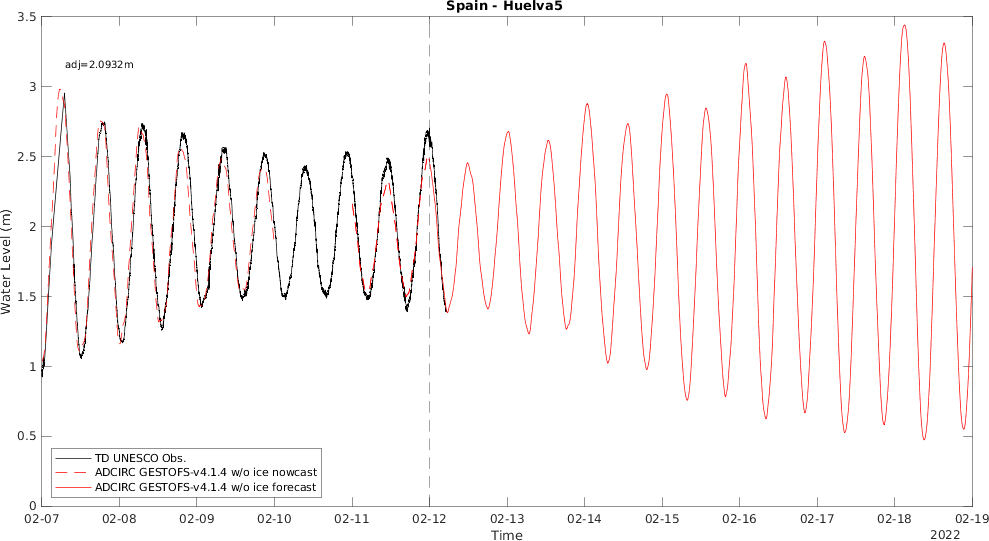 Spain - Huelva5
3.5
adj=2.0932m
3
2.5
2
1.5
1
0.5
0
Water Level (m)
TD UNESCO Obs.
ADCIRC GESTOFS-v4.1.4 w/o ice nowcast
ADCIRC GESTOFS-v4.1.4 w/o ice forecast
02-07 02-08 02-09 02-10 02-11 02-12 02-13 02-14 02-15 02-16 02-17 02-18 02-19
Time
2022